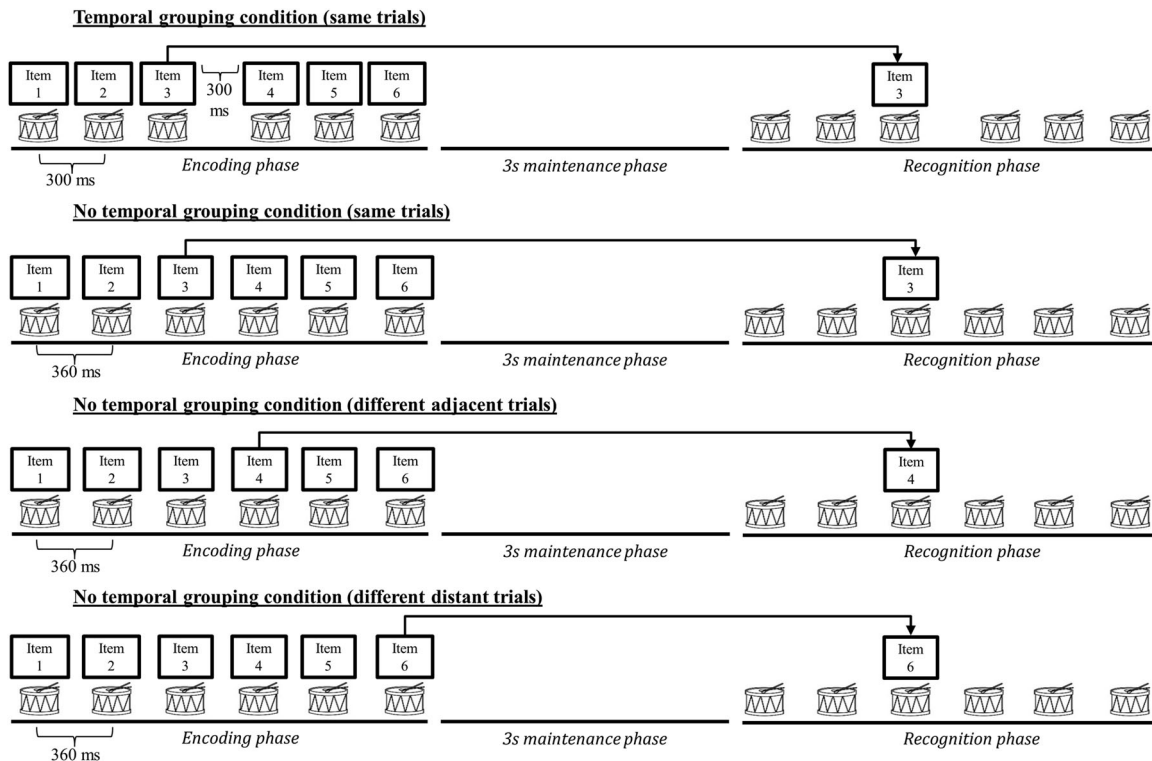 Temporal grouping condition (same trials)
Item 1 Item 2 Item 3 300 ms Item 4 Item 5 Item 6 Item 3
Encoding phase 3s maintenance phase Recognition phase
300 ms
No temporal grouping condition (same trials)
Item 1 Item 2 Item 3 Item 4 Item 5 Item 6 Item 3
Encoding phase 3s maintenance phase Recognition phase
360 ms
No temporal grouping condition (different adjacent trials)
Item 1 Item 2 Item 3 Item 4 Item 5 Item 6 Item 4
Encoding phase 3s maintenance phase Recognition phase
360 ms
No temporal grouping condition (different distant trials)
Item 1 Item 2 Item 3 Item 4 Item 5 Item 6 Item 6
Encoding phase 3s maintenance phase Recognition phase
360 ms